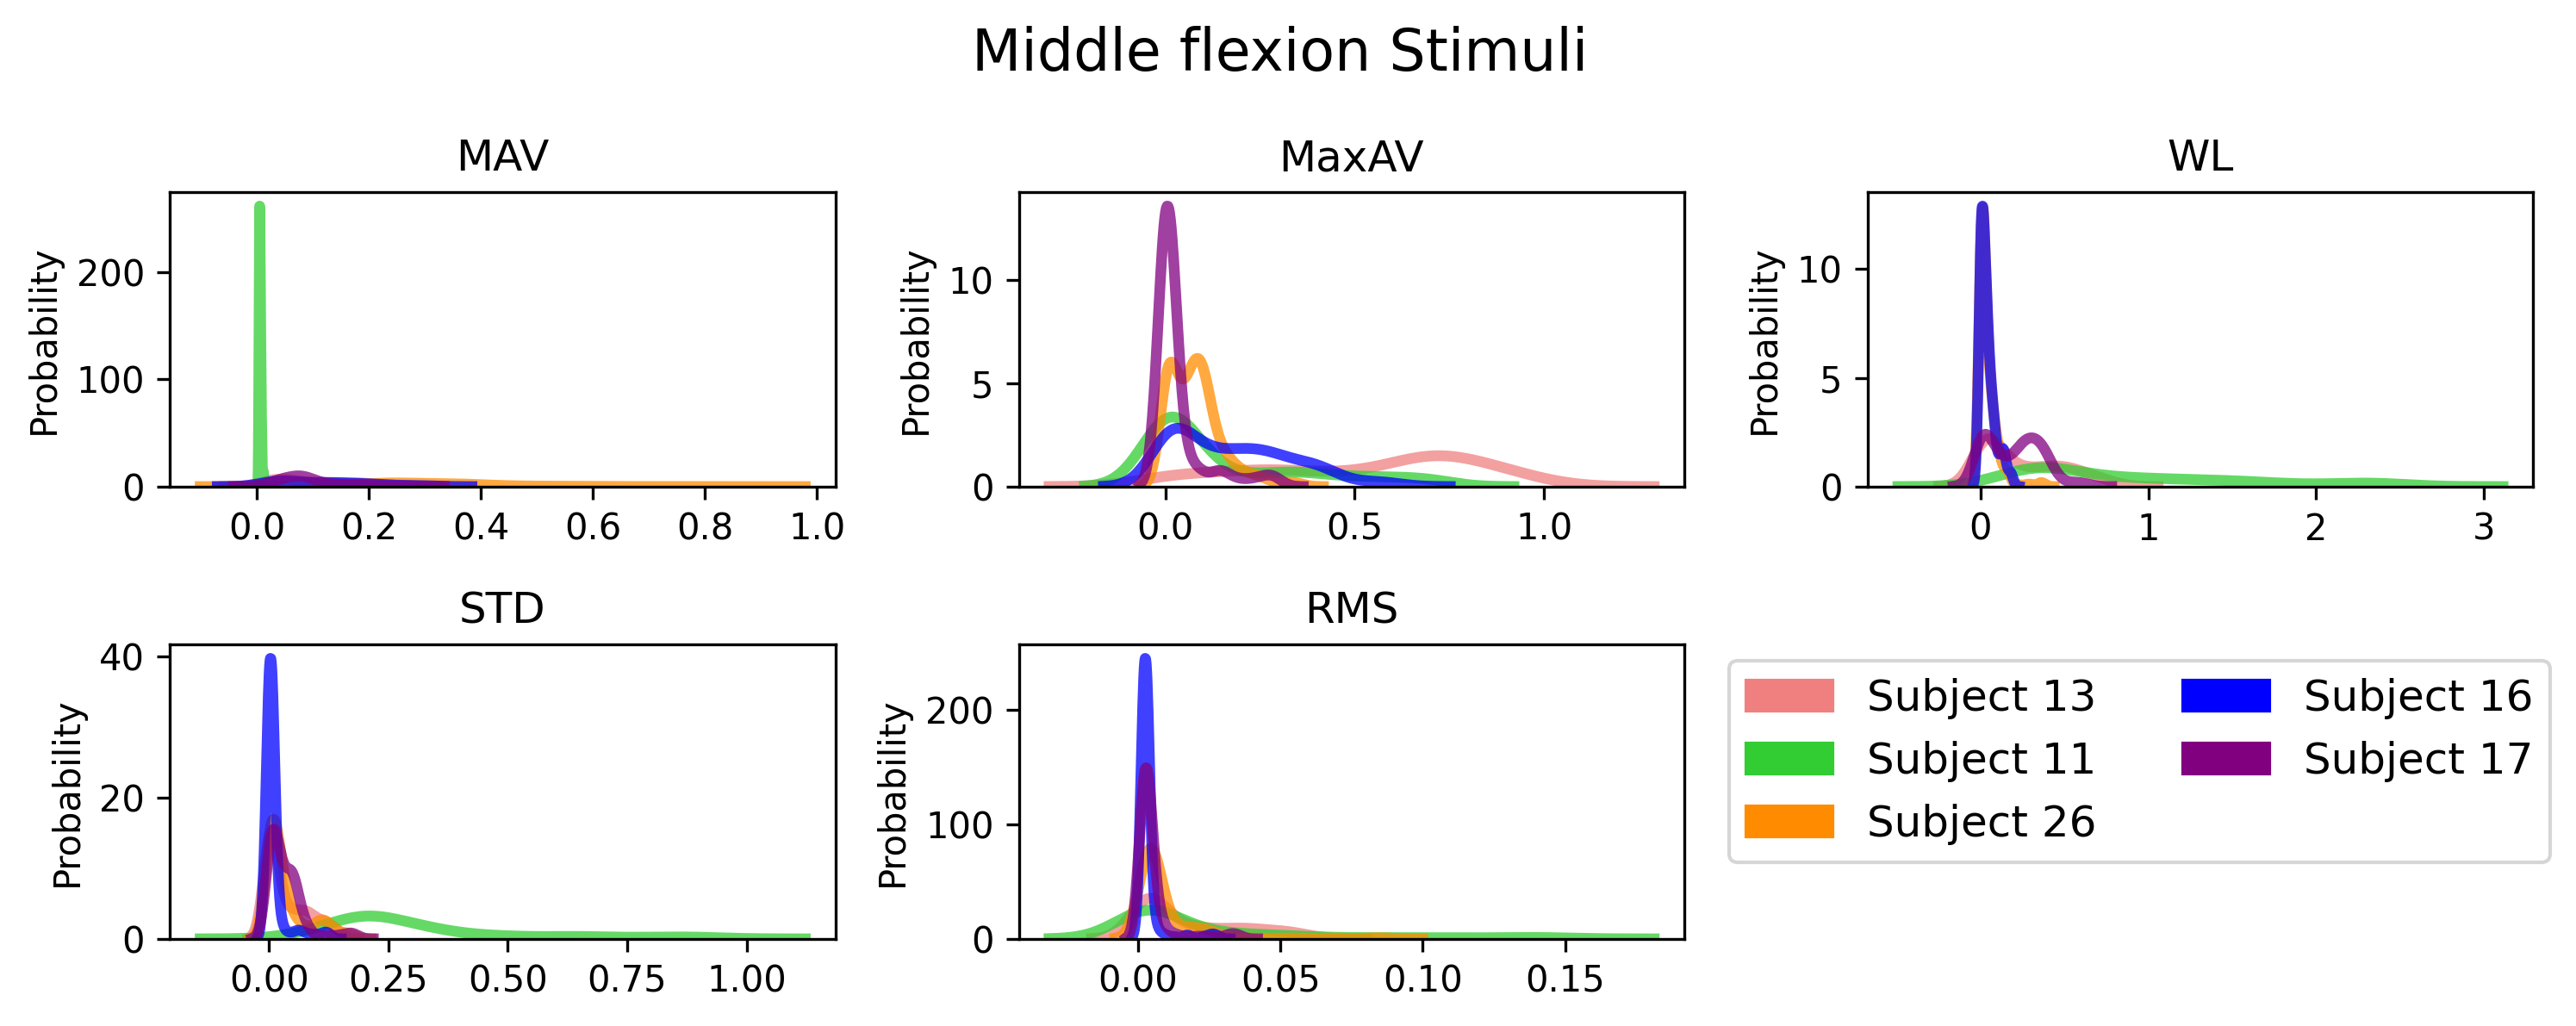 Middle flexion Stimuli
MAV
Probability
200
100
0
0.0 0.2 0.4 0.6 0.8 1.0
MaxAV
Probability
10
5
0
0.0 0.5 1.0
WL
Probability
10
5
0
0 1 2 3
STD
Probability
40
20
0
0.00 0.25 0.50 0.75 1.00
RMS
Probability
200
100
0
0.00 0.05 0.10 0.15
Subject 13
Subject 11
Subject 26
Subject 16
Subject 17